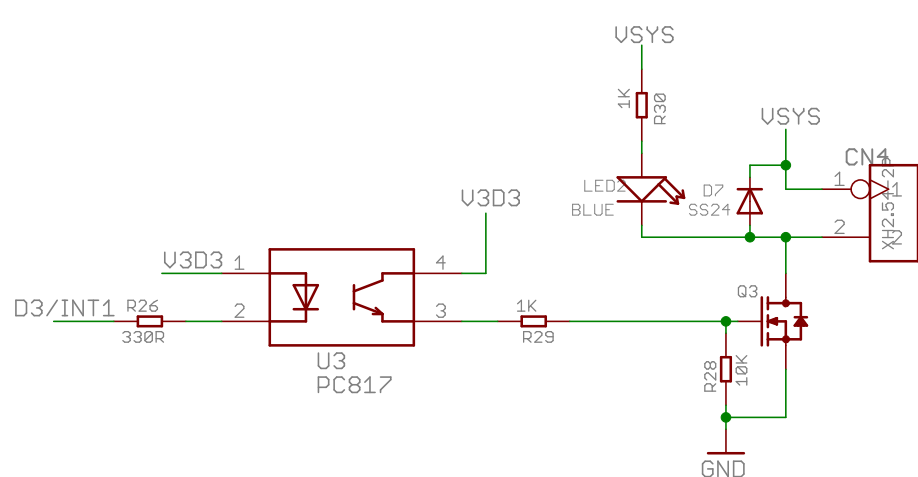 VSYS
1K
R30
VSYS
CN4
LED2
BLUE
D7
SS24
1
1
2
2
XH2.54-2P
V3D3
V3D3
1
4
D3/INT1
R26
330R
2
3
1K
R29
U3
PC817
Q3
R28
10K
GND